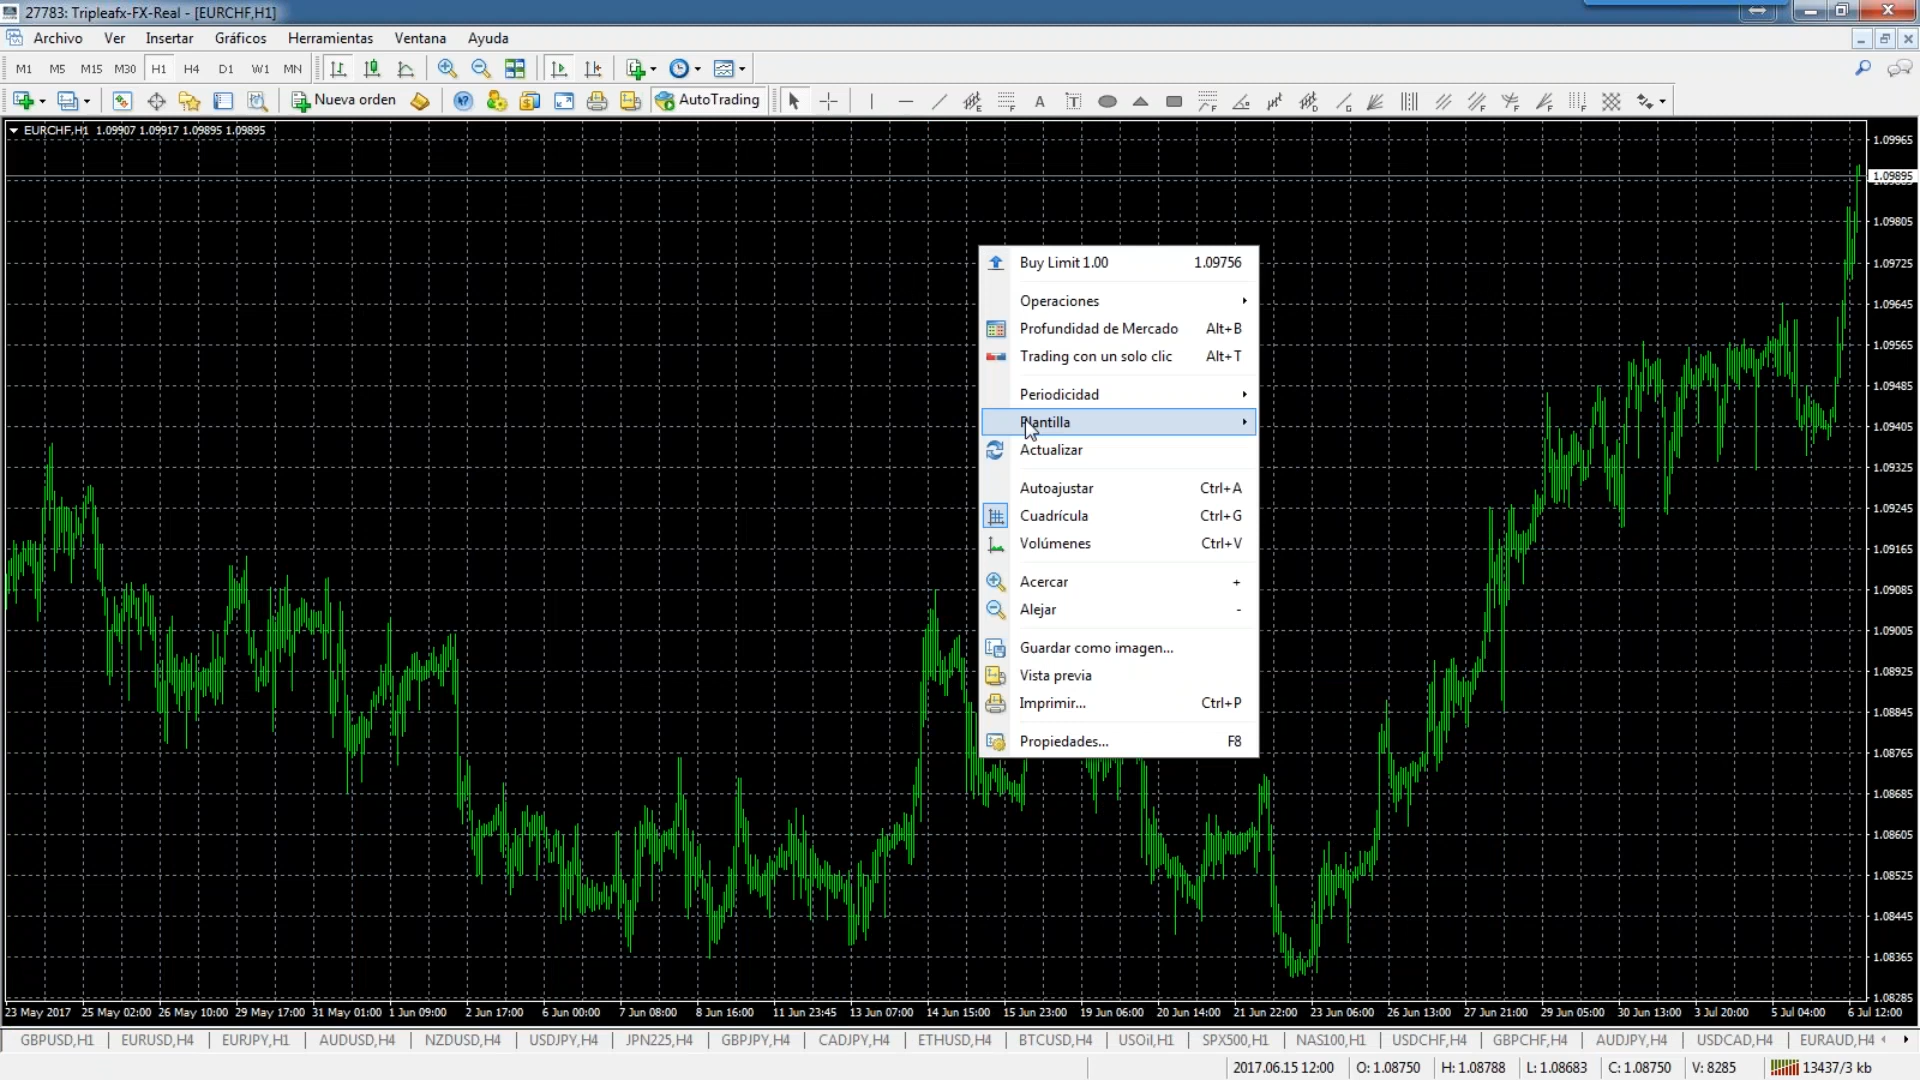 27783: Tripleafx-FX-Real - [EURCHF,H1]
Archivo Ver Insertar Gráficos Herramientas Ventana Ayuda
M1 M5 M15 M30 H1 H4 D1 W1 MN
Nueva orden AutoTrading
EURCHF,H1 1.09907 1.09917 1.09895 1.09895
1.09965
1.09895
1.09805
1.09725
1.09645
1.09565
1.09485
1.09405
1.09325
1.09245
1.09165
1.09085
1.09005
1.08925
1.08845
1.08765
1.08685
1.08605
1.08525
1.08445
1.08365
1.08285
Buy Limit 1.00 1.09756
Operaciones
Profundidad de Mercado Alt+B
Trading con un solo clic Alt+T
Periodicidad
Plantilla
Actualizar
Autoajustar Ctrl+A
Cuadrícula Ctrl+G
Volúmenes Ctrl+V
Acercar +
Alejar -
Guardar como imagen...
Vista previa
Imprimir... Ctrl+P
Propiedades... F8
23 May 2017 25 May 02:00 26 May 10:00 29 May 17:00 31 May 01:00 1 Jun 09:00 2 Jun 17:00 6 Jun 00:00 7 Jun 08:00 8 Jun 16:00 11 Jun 23:45 13 Jun 07:00 14 Jun 15:00 15 Jun 23:00 19 Jun 06:00 20 Jun 14:00 21 Jun 22:00 23 Jun 06:00 26 Jun 13:00 27 Jun 21:00 29 Jun 05:00 30 Jun 13:00 3 Jul 20:00 5 Jul 04:00 6 Jul 12:00
GBPUSD,H1 EURUSD,H4 EURJPY,H1 AUDUSD,H4 NZDUSD,H4 USDJPY,H4 JPN225,H4 GBPJPY,H4 CADJPY,H4 ETHUSD,H4 BTCUSD,H4 USOil,H1 SPX500,H1 NAS100,H1 USDCHF,H4 GBPCHF,H4 AUDJPY,H4 USDCAD,H4 EURAUD,H4
2017.06.15 12:00 O: 1.08750 H: 1.08788 L: 1.08683 C: 1.08750 V: 8285 13437/3 kb